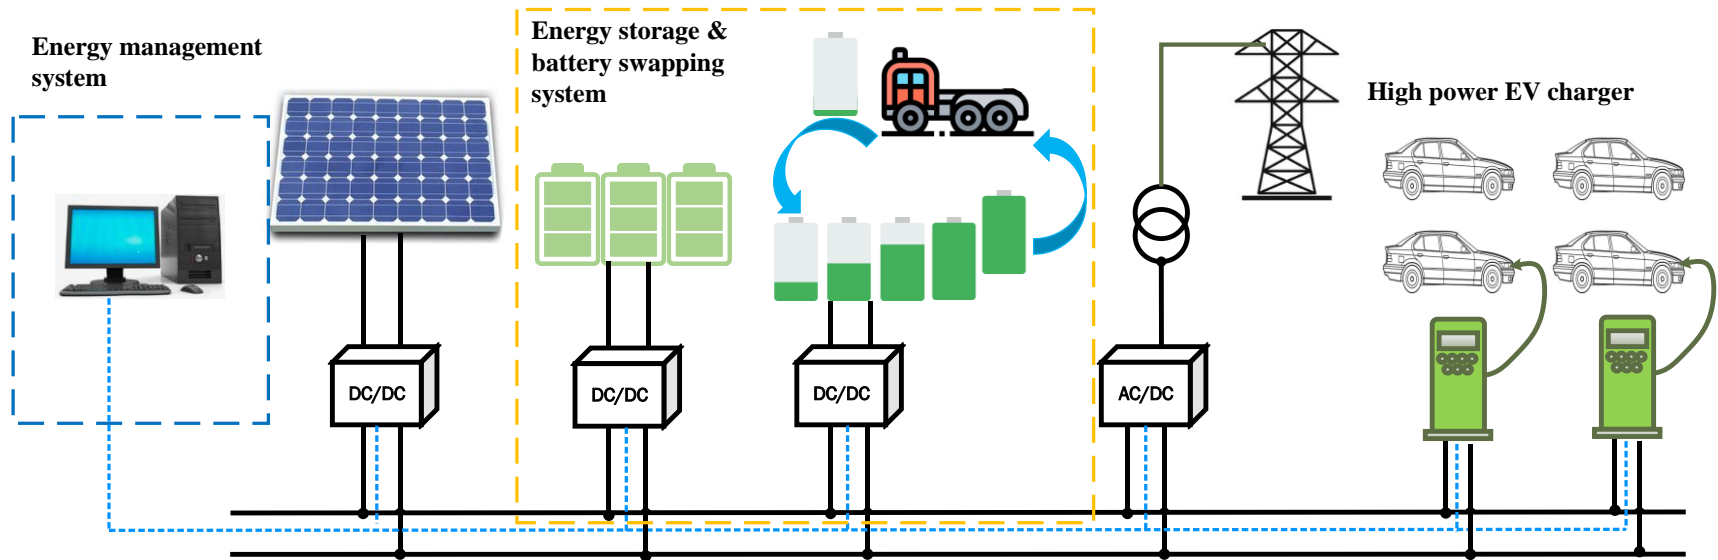 Energy management
system
Energy storage &
battery swapping
system
High power EV charger
DC/DC
DC/DC
DC/DC
AC/DC